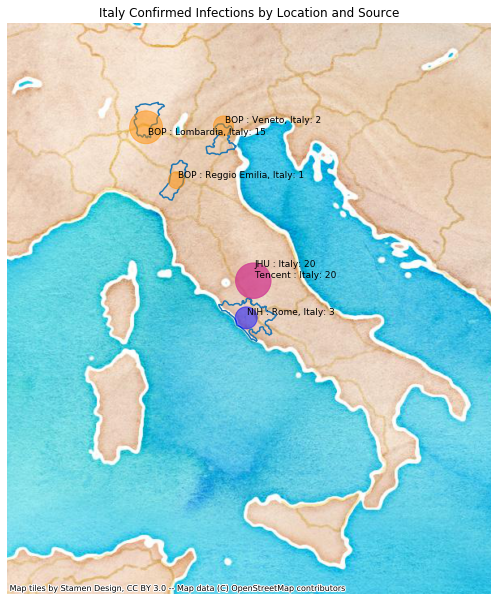 Italy Confirmed Infections by Location and Source
BOP : Veneto, Italy: 2
BOP : Lombardia, Italy: 15
BOP : Reggio Emilia, Italy: 1
JHU : Italy: 20
Tencent : Italy: 20
NIH : Rome, Italy: 3
Map tiles by Stamen Design, CC BY 3.0 -- Map data (C) OpenStreetMap contributors